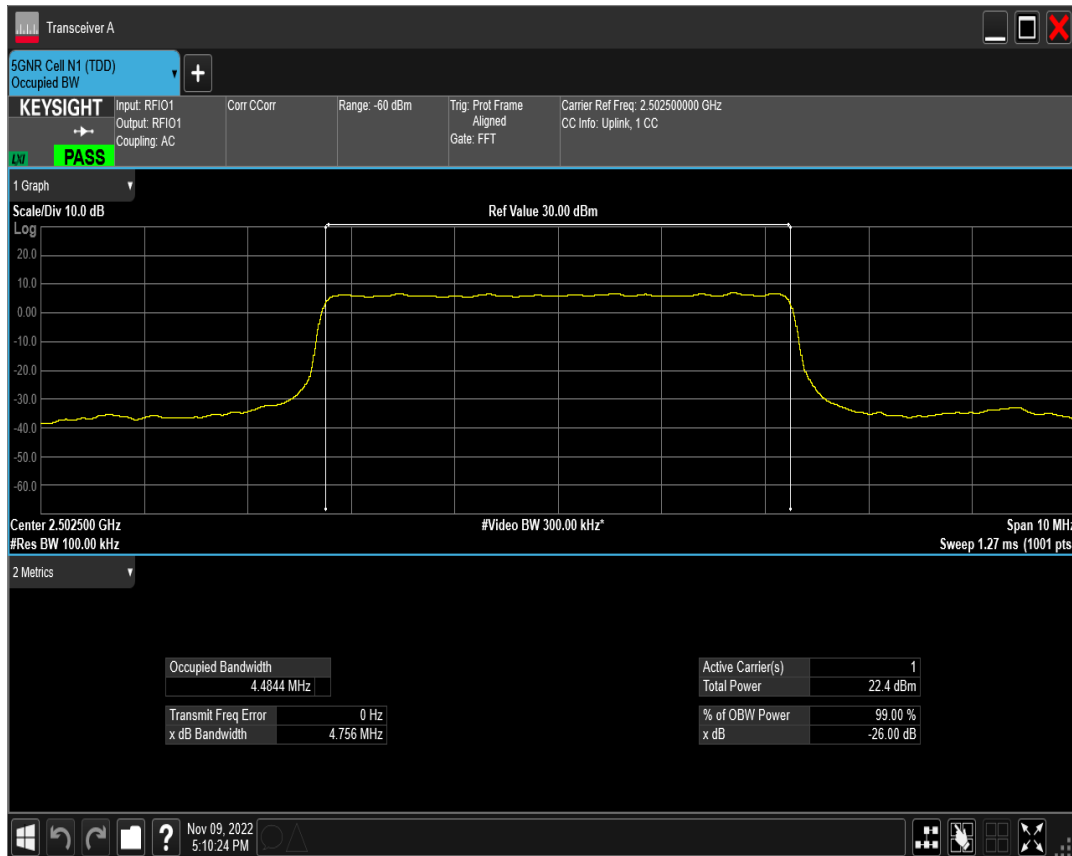 Transceiver A
5GNR Cell N1 (TDD)
Occupied BW
KEYSIGHT
LXI
PASS
Input: RFIO1
Output: RFIO1
Coupling: AC
Corr CCorr
Range: -60 dBm
Trig: Prot Frame
Aligned
Gate: FFT
Carrier Ref Freq: 2.502500000 GHz
CC Info: Uplink, 1 CC
1 Graph
Scale/Div 10.0 dB
Ref Value 30.00 dBm
Log
20.0
10.0
0.00
-10.0
-20.0
-30.0
-40.0
-50.0
-60.0
Center 2.502500 GHz
#Video BW 300.00 kHz*
Span 10 MHz
#Res BW 100.00 kHz
Sweep 1.27 ms (1001 pts
2 Metrics
Occupied Bandwidth
4.4844 MHz
Transmit Freq Error 0 Hz
x dB Bandwidth 4.756 MHz
Active Carrier(s) 1
Total Power 22.4 dBm
% of OBW Power 99.00 %
x dB -26.00 dB
Nov 09, 2022
5:10:24 PM